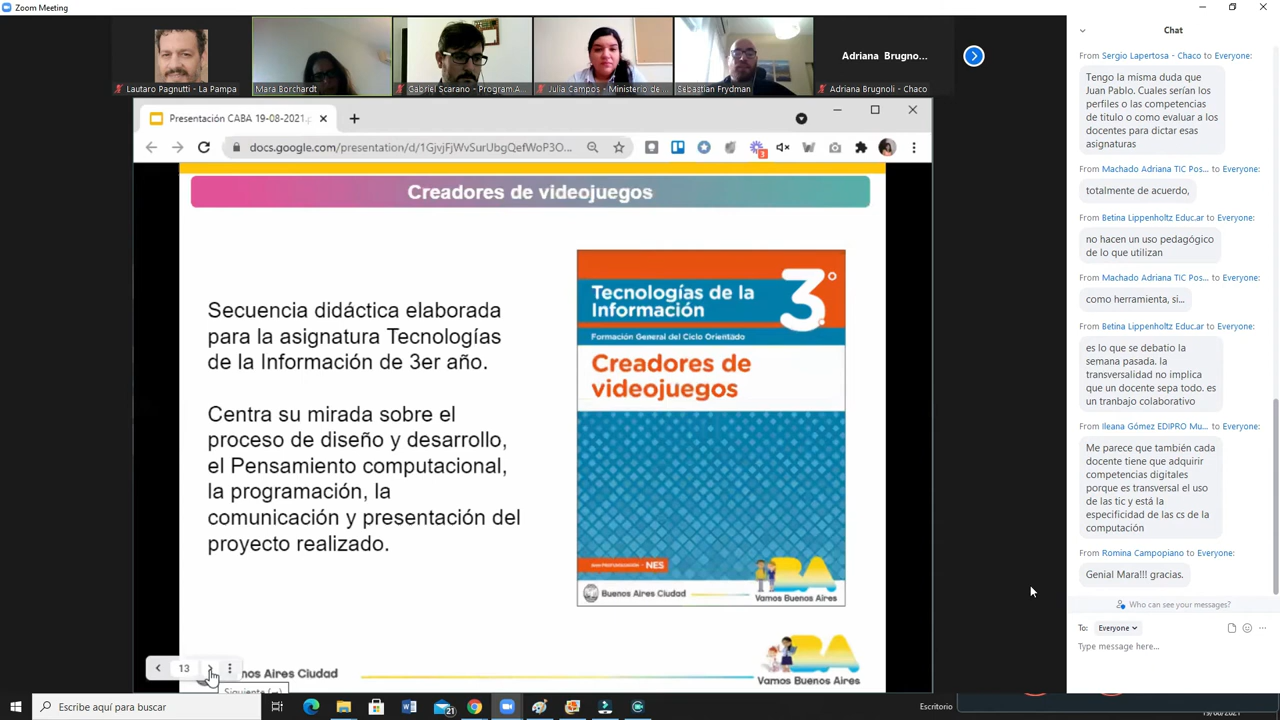 Zoom Meeting
Lautaro Pagnutti - La Pampa
Mara Borchardt
Gabriel Scarano - Program.A...
Julia Campos - Ministerio de...
Sebastian Frydman
Adriana Brugno...
Adriana Brugnoli - Chaco
Presentación CABA 19-08-2021.
docs.google.com/presentation/d/1GjvjFjWvSurUbgQefWoP3O...
3
Creadores de videojuegos
Secuencia didáctica elaborada
para la asignatura Tecnologías
de la Información de 3er año.
Centra su mirada sobre el
proceso de diseño y desarrollo,
el Pensamiento computacional,
la programación, la
comunicación y presentación del
proyecto realizado.
Tecnologías de la
Información
3°
Formación General del Ciclo Orientado
Creadores de
videojuegos
NES
Buenos Aires Ciudad
BA
Vamos Buenos Aires
13
nos Aires Ciudad
BA
Vamos Buenos Aires
Siguiente
Chat
From Sergio Lapertosa - Chaco to Everyone:
Tengo la misma duda que
Juan Pablo. Cuales serían los
perfiles o las competencias
de titulo o como evaluar a los
docentes para dictar esas
asignaturas
From Machado Adriana TIC Pos... to Everyone:
totalmente de acuerdo,
From Betina Lippenholtz Educ.ar to Everyone:
no hacen un uso pedagógico
de lo que utilizan
From Machado Adriana TIC Pos... to Everyone:
como herramienta, si...
From Betina Lippenholtz Educ.ar to Everyone:
es lo que se debatio la
semana pasada. la
transversalidad no implica
que un docente sepa todo. es
un tranbajo colaborativo
From Ileana Gómez EDIPRO Mu... to Everyone:
Me parece que también cada
docente tiene que adquirir
competencias digitales
porque es transversal el uso
de las tic y está la
especificidad de las cs de la
computación
From Romina Campopiano to Everyone:
Genial Mara!!! gracias.
Who can see your messages?
To: Everyone
Type message here...
Escribe aquí para buscar
21
Escritorio
19/08/2021